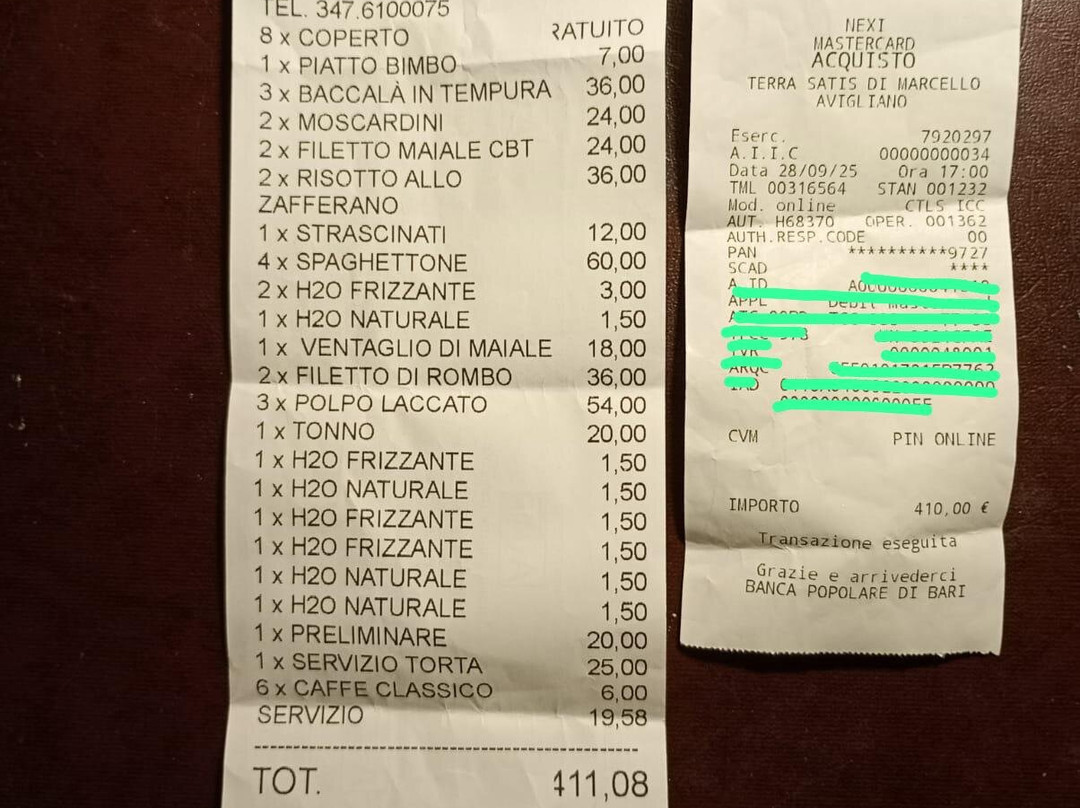 TEL. 347.6100075
8 x COPERTO RATUITO
1 x PIATTO BIMBO 7,00
3 x BACCALÀ IN TEMPURA 36,00
2 x MOSCARDINI 24,00
2 x FILETTO MAIALE CBT 24,00
2 x RISOTTO ALLO 36,00
ZAFFERANO
1 x STRASCINATI 12,00
4 x SPAGHETTONE 60,00
2 x H2O FRIZZANTE 3,00
1 x H2O NATURALE 1,50
1 x VENTAGLIO DI MAIALE 18,00
2 x FILETTO DI ROMBO 36,00
3 x POLPO LACCATO 54,00
1 x TONNO 20,00
1 x H2O FRIZZANTE 1,50
1 x H2O NATURALE 1,50
1 x H2O FRIZZANTE 1,50
1 x H2O FRIZZANTE 1,50
1 x H2O NATURALE 1,50
1 x H2O NATURALE 1,50
1 x PRELIMINARE 20,00
1 x SERVIZIO TORTA 25,00
6 x CAFFE CLASSICO 6,00
SERVIZIO 19,58
TOT. 411,08
NEXI
MASTERCARD
ACQUISTO
TERRA SATIS DI MARCELLO
AVIGLIANO
Eserc. 7920297
A.I.I.C 00000000034
Data 28/09/25 Ora 17:00
TML 00316564 STAN 001232
Mod. online CTLS ICC
AUT. H68370 OPER. 001362
AUTH.RESP.CODE 00
PAN **********9727
SCAD ****
A.ID
APPL
TVR
ARQC
IAD
CVM PIN ONLINE
IMPORTO 410,00 €
Transazione eseguita
Grazie e arrivederci
BANCA POPOLARE DI BARI